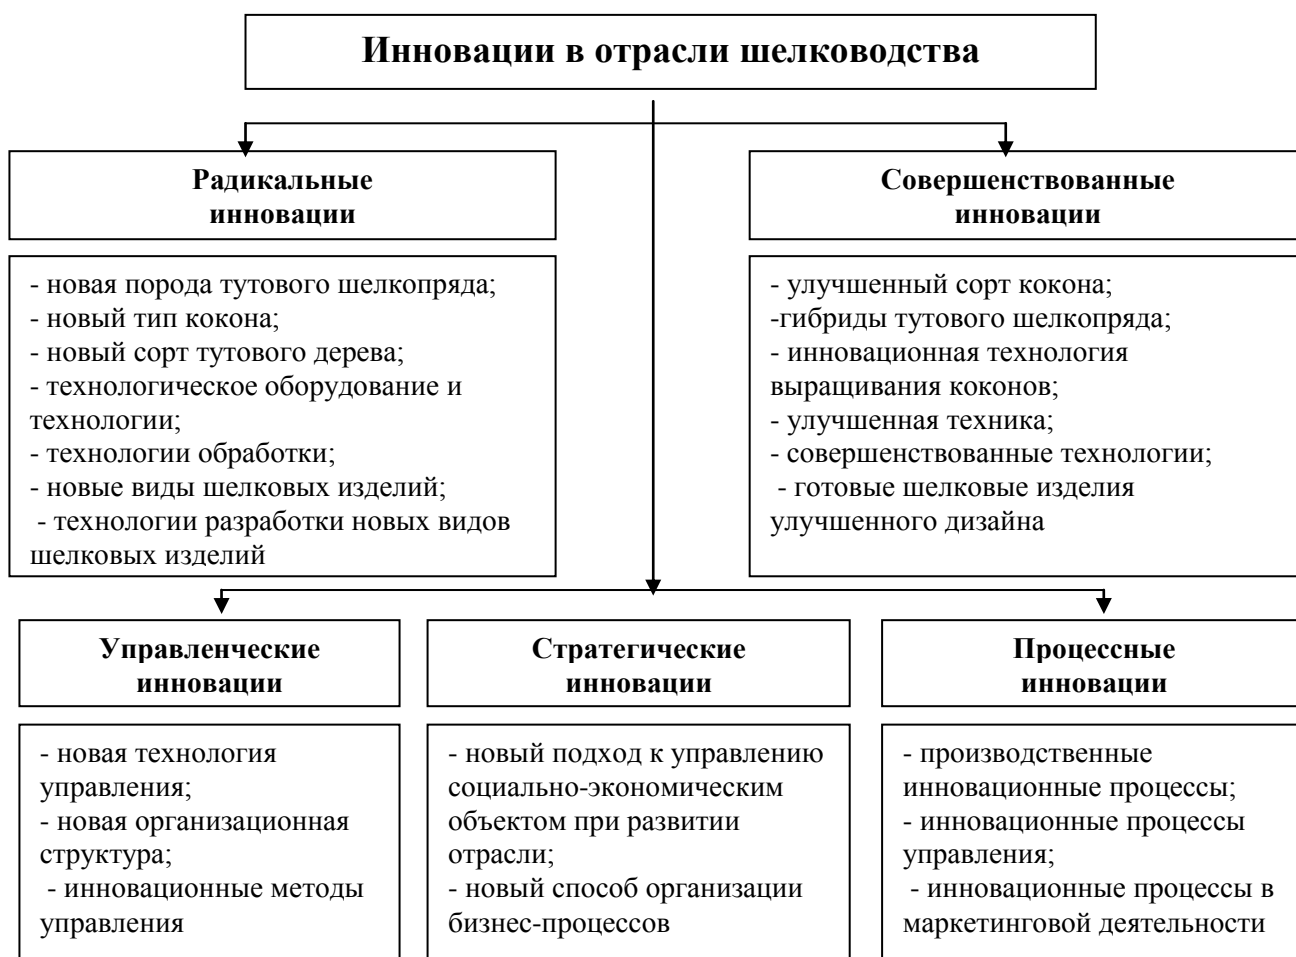 Инновации в отрасли шелководства
Радикальные
инновации
Совершенствованные
инновации
- новая порода тутового шелкопряда;
- новый тип кокона;
- новый сорт тутового дерева;
- технологическое оборудование и
технологии;
- технологии обработки;
- новые виды шелковых изделий;
- технологии разработки новых видов
шелковых изделий
- улучшенный сорт кокона;
-гибриды тутового шелкопряда;
- инновационная технология
выращивания коконов;
- улучшенная техника;
- совершенствованные технологии;
- готовые шелковые изделия
улучшенного дизайна
Управленческие
инновации
Стратегические
инновации
Процессные
инновации
- новая технология
управления;
- новая организационная
структура;
- инновационные методы
управления
- новый подход к управлению
социально-экономическим
объектом при развитии
отрасли;
- новый способ организации
бизнес-процессов
- производственные
инновационные процессы;
- инновационные процессы
управления;
- инновационные процессы в
маркетинговой деятельности